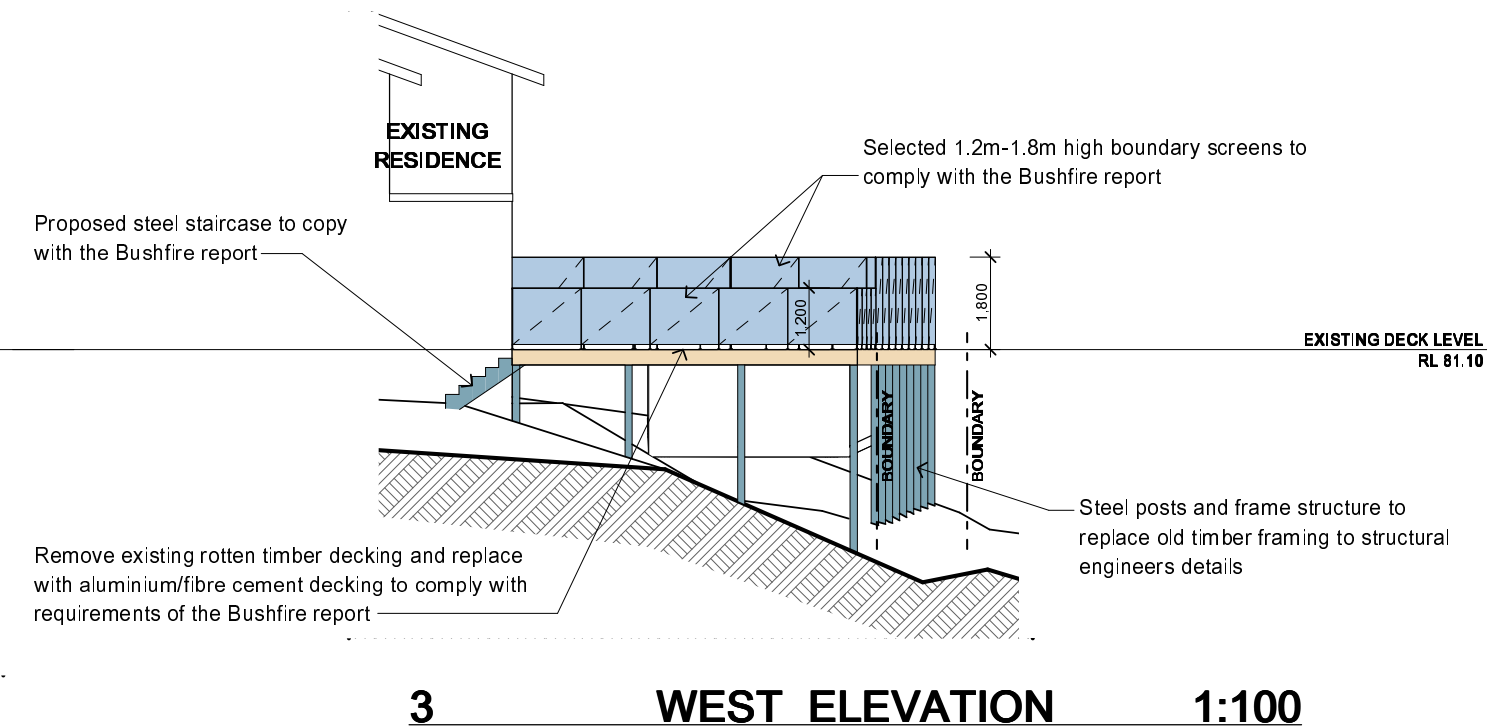 EXISTING
RESIDENCE
Selected 1.2m-1.8m high boundary screens to
comply with the Bushfire report
Proposed steel staircase to copy
with the Bushfire report
1,200
1,800
EXISTING DECK LEVEL
RL 81.10
BOUNDARY
BOUNDARY
Steel posts and frame structure to
replace old timber framing to structural
engineers details
Remove existing rotten timber decking and replace
with aluminium/fibre cement decking to comply with
requirements of the Bushfire report
3 WEST ELEVATION 1:100